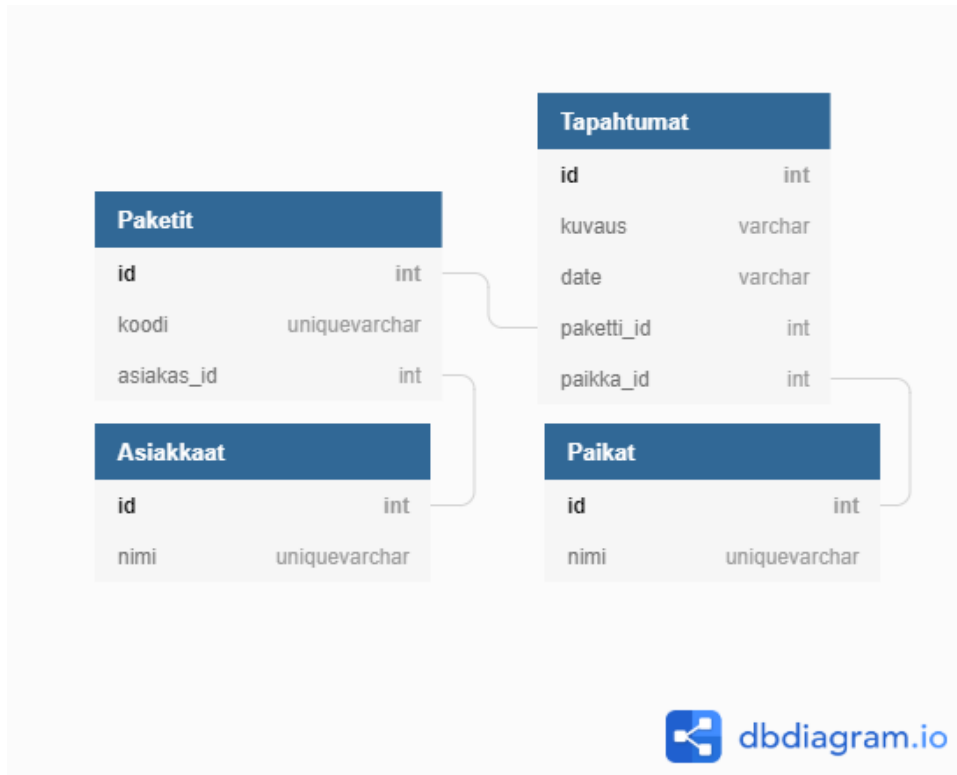 Paketit
id int
koodi uniquevarchar
asiakas_id int
Asiakkaat
id int
nimi uniquevarchar
Tapahtumat
id int
kuvaus varchar
date varchar
paketti_id int
paikka_id int
Paikat
id int
nimi uniquevarchar
dbdiagram.io